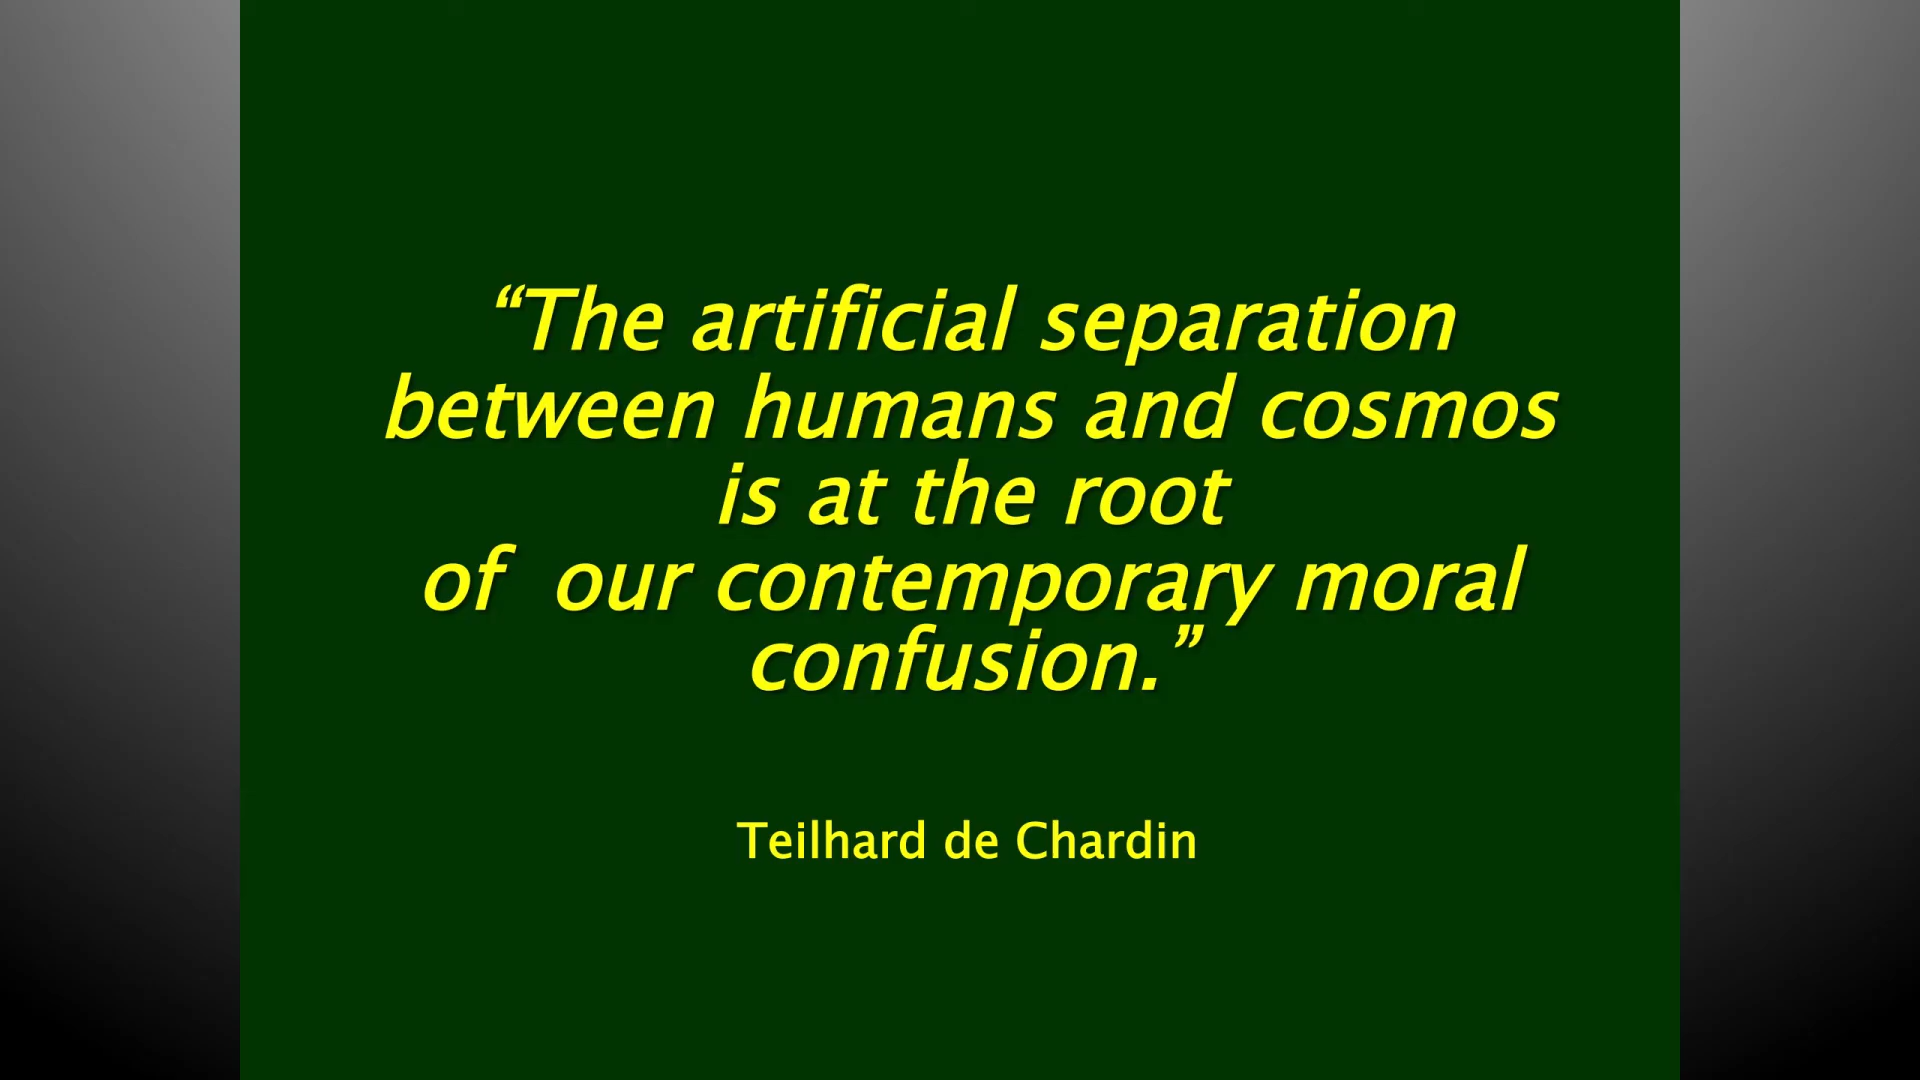 “The artificial separation
between humans and cosmos
is at the root
of  our contemporary moral
confusion.”
Teilhard de Chardin